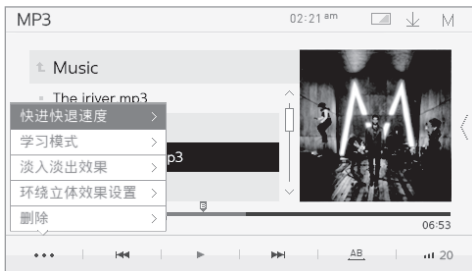 MP3
02:21 am
M
Music
The iriver.mp3
快进快退速度
学习模式
p3
淡入淡出效果
环绕立体效果设置
删除
06:53
AB
20